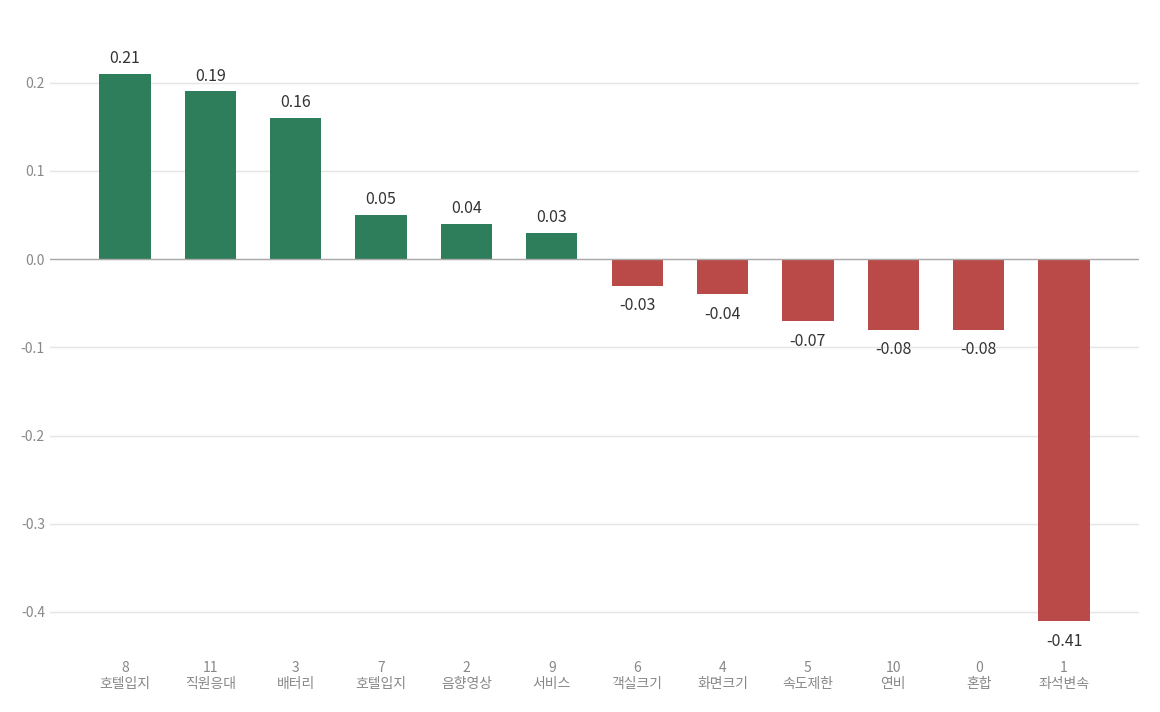 0.21
0.19
0.16
0.05
0.04
0.03
-0.03
-0.04
-0.07
-0.08
-0.08
-0.41
0.2
0.1
0.0
-0.1
-0.2
-0.3
-0.4
8
호텔입지
11
직원응대
3
배터리
7
호텔입지
2
음향영상
9
서비스
6
객실크기
4
화면크기
5
속도제한
10
연비
0
혼합
1
좌석변속